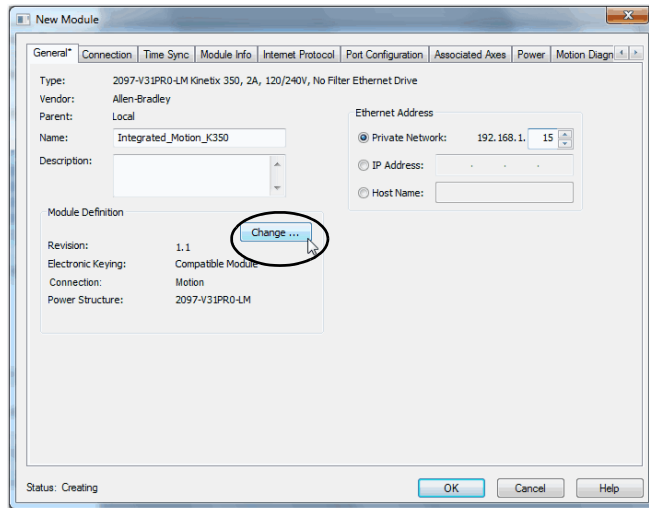 New Module
General* Connection Time Sync Module Info Internet Protocol Port Configuration Associated Axes Power Motion Diagn
Type: 2097-V31PR0-LM Kinetix 350, 2A, 120/240V, No Filter Ethernet Drive
Vendor: Allen-Bradley
Parent: Local
Name: Integrated_Motion_K350
Description:
Ethernet Address
Private Network: 192.168.1. 15
IP Address: . . .
Host Name:
Module Definition
Change ...
Revision: 1.1
Electronic Keying: Compatible Module
Connection: Motion
Power Structure: 2097-V31PR0-LM
Status: Creating
OK Cancel Help